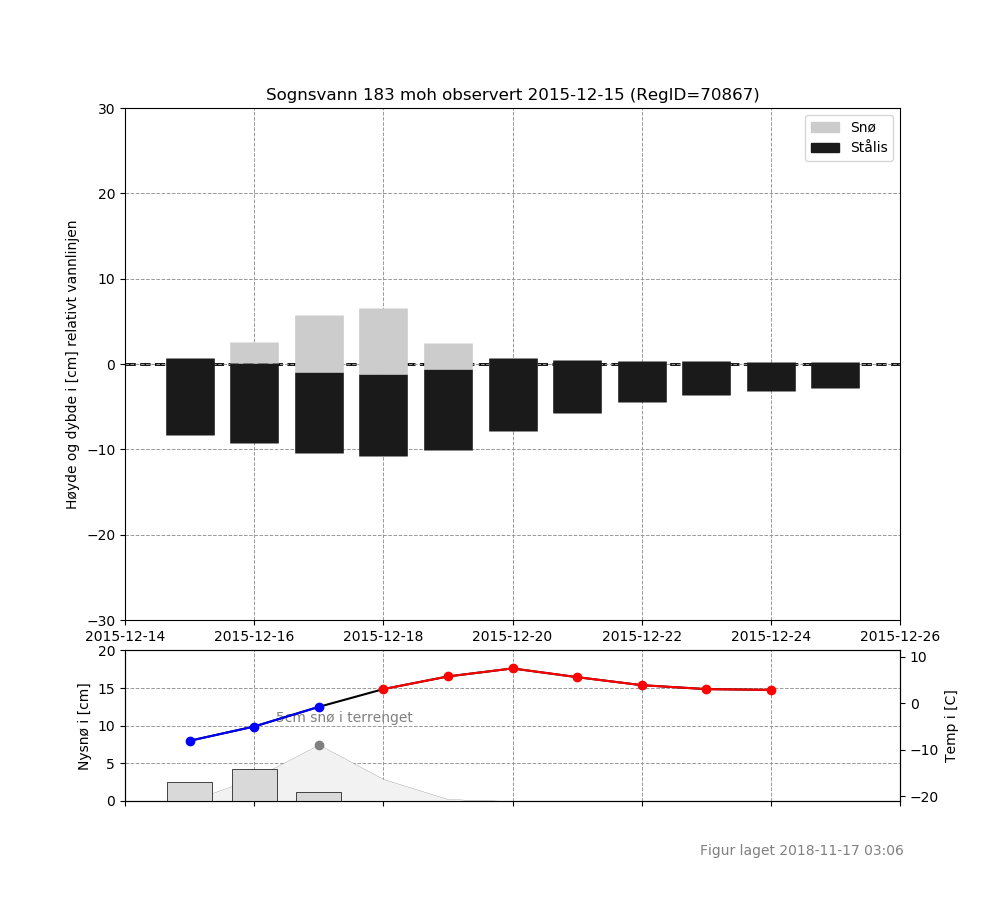 Sognsvann 183 moh observert 2015-12-15 (RegID=70867)
30
20
10
0
−10
−20
−30
Høyde og dybde i [cm] relativt vannlinjen
Snø
Stålis
2015-12-14 2015-12-16 2015-12-18 2015-12-20 2015-12-22 2015-12-24 2015-12-26
20
15
10
5
0
Nysnø i [cm]
5cm snø i terrenget
10
0
−10
−20
Temp i [C]
Figur laget 2018-11-17 03:06